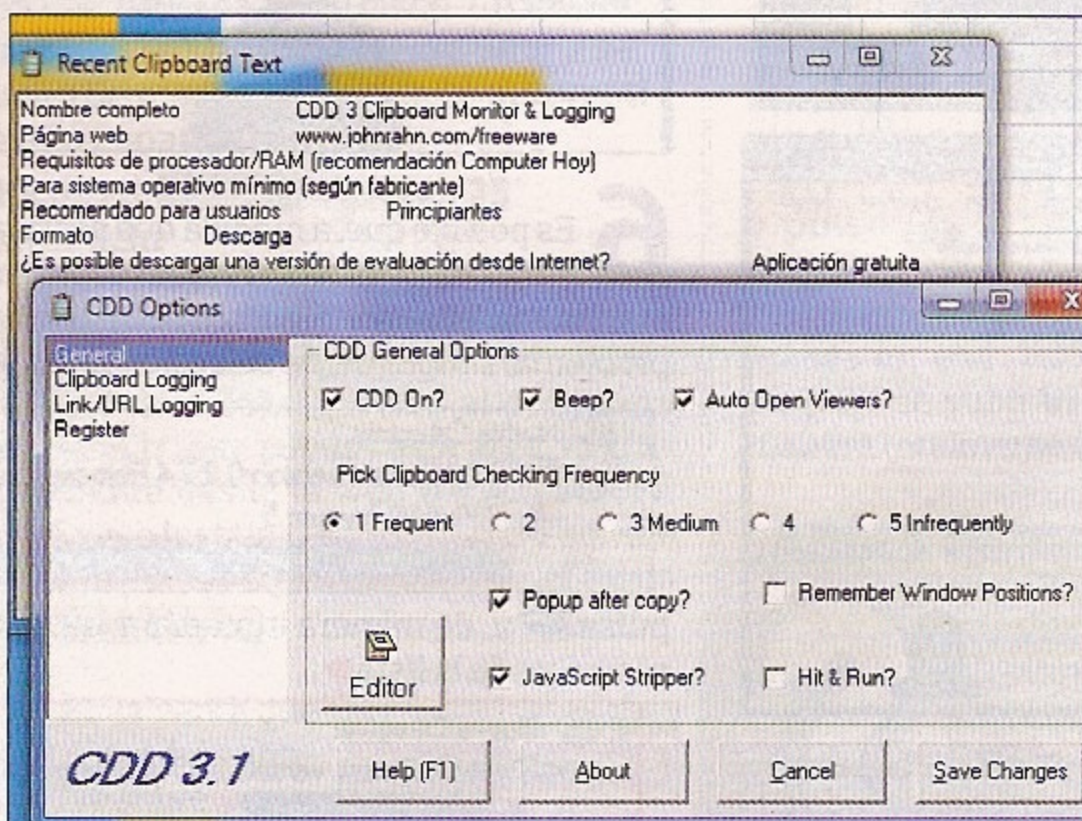 Recent Clipboard Text
Nombre completo CDD 3 Clipboard Monitor & Logging
Página web www.johnrahn.com/freeware
Requisitos de procesador/RAM (recomendación Computer Hoy)
Para sistema operativo mínimo (según fabricante)
Recomendado para usuarios Principiantes
Formato Descarga
¿Es posible descargar una versión de evaluación desde Internet? Aplicación gratuita
CDD Options
General
Clipboard Logging
Link/URL Logging
Register
CDD General Options
CDD On? Beep? Auto Open Viewers?
Pick Clipboard Checking Frequency
1 Frequent 2 3 Medium 4 5 Infrequently
Popup after copy? Remember Window Positions?
Editor
JavaScript Stripper? Hit & Run?
CDD 3.1
Help (F1) About Cancel Save Changes